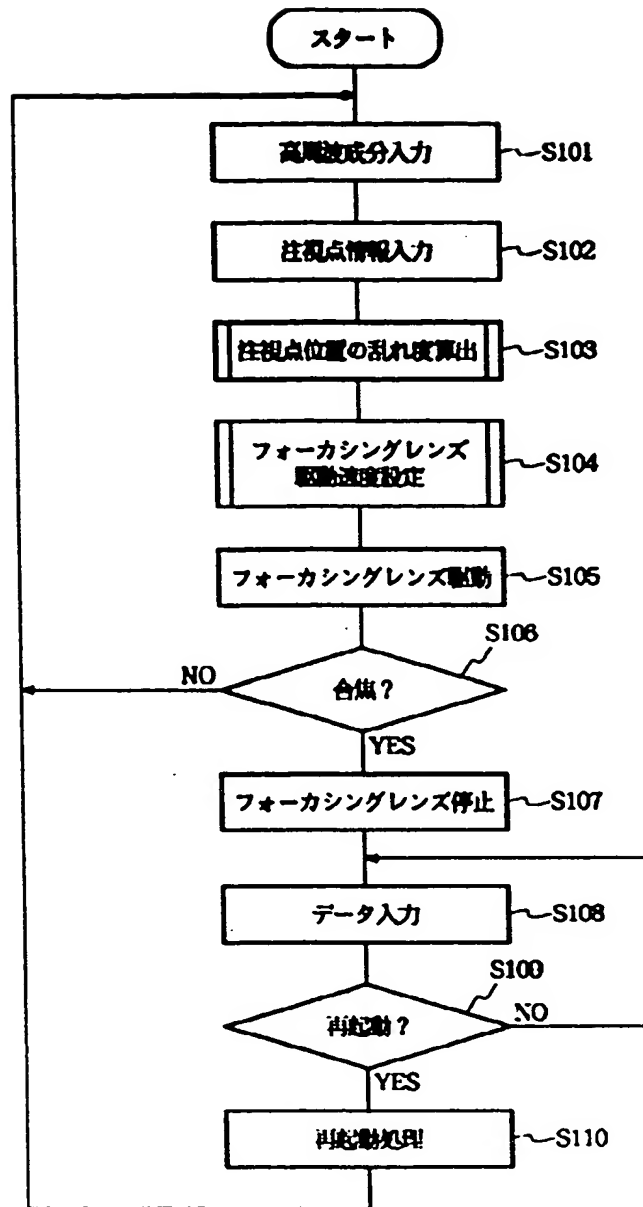 スタート
高周波成分入力
S101
注視点情報入力
S102
注視点位置の乱れ度算出
S103
フォーカシングレンズ
駆動速度設定
S104
フォーカシングレンズ駆動
S105
S106
合焦？
NO
YES
フォーカシングレンズ停止
S107
データ入力
S108
S109
再起動？
NO
YES
再起動処理
S110